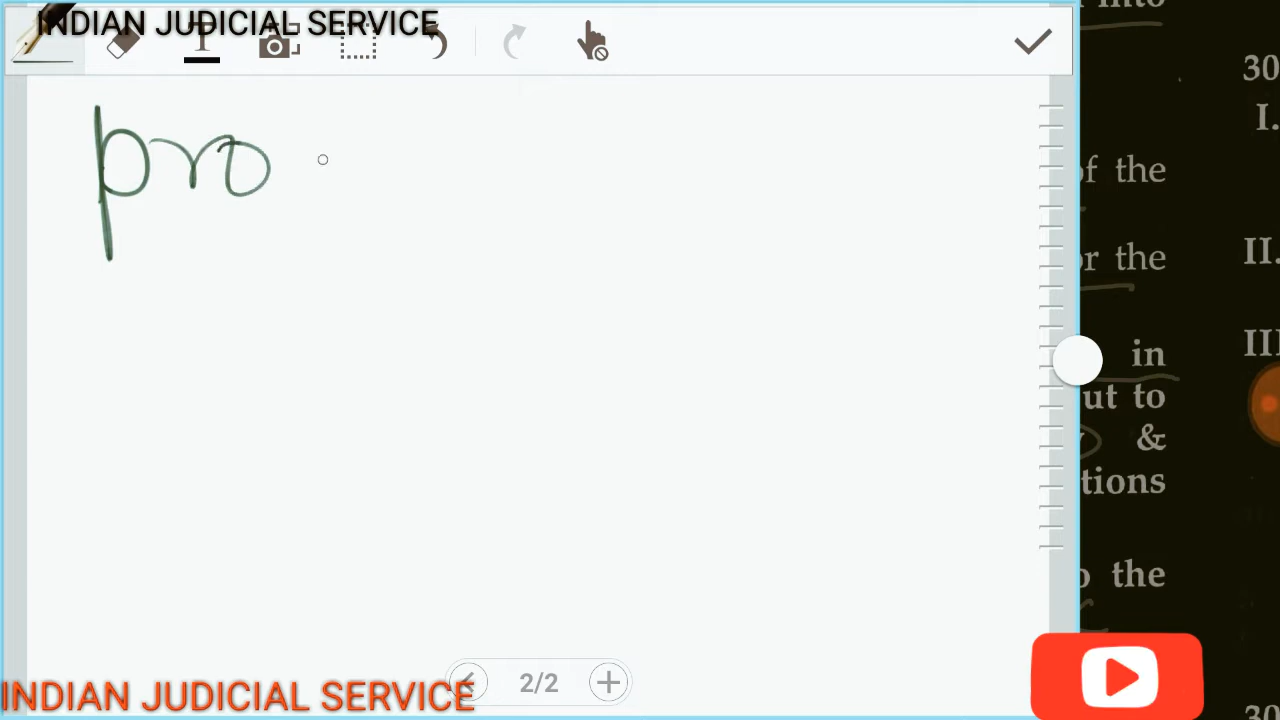 INDIAN JUDICIAL SERVICE
T
pro
into
30
I.
of the
or the
II.
in
III
ut to
&
tions
the
2/2
INDIAN JUDICIAL SERVICE
30